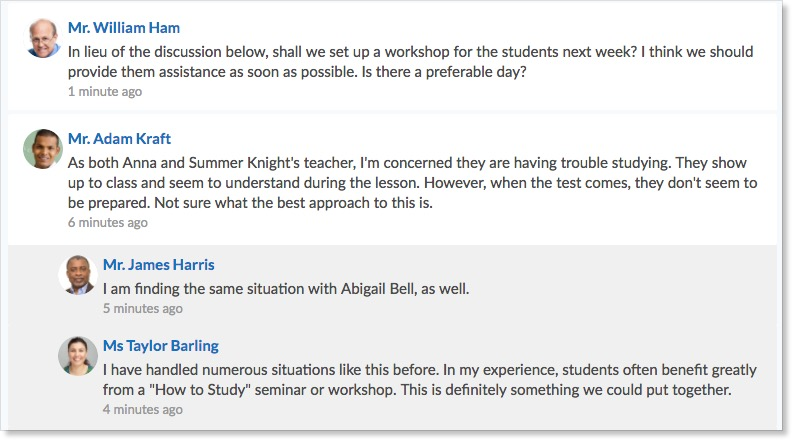 Mr. William Ham
In lieu of the discussion below, shall we set up a workshop for the students next week? I think we should
provide them assistance as soon as possible. Is there a preferable day?
1 minute ago
Mr. Adam Kraft
As both Anna and Summer Knight's teacher, I'm concerned they are having trouble studying. They show
up to class and seem to understand during the lesson. However, when the test comes, they don't seem to
be prepared. Not sure what the best approach to this is.
6 minutes ago
Mr. James Harris
I am finding the same situation with Abigail Bell, as well.
5 minutes ago
Ms Taylor Barling
I have handled numerous situations like this before. In my experience, students often benefit greatly
from a "How to Study" seminar or workshop. This is definitely something we could put together.
4 minutes ago